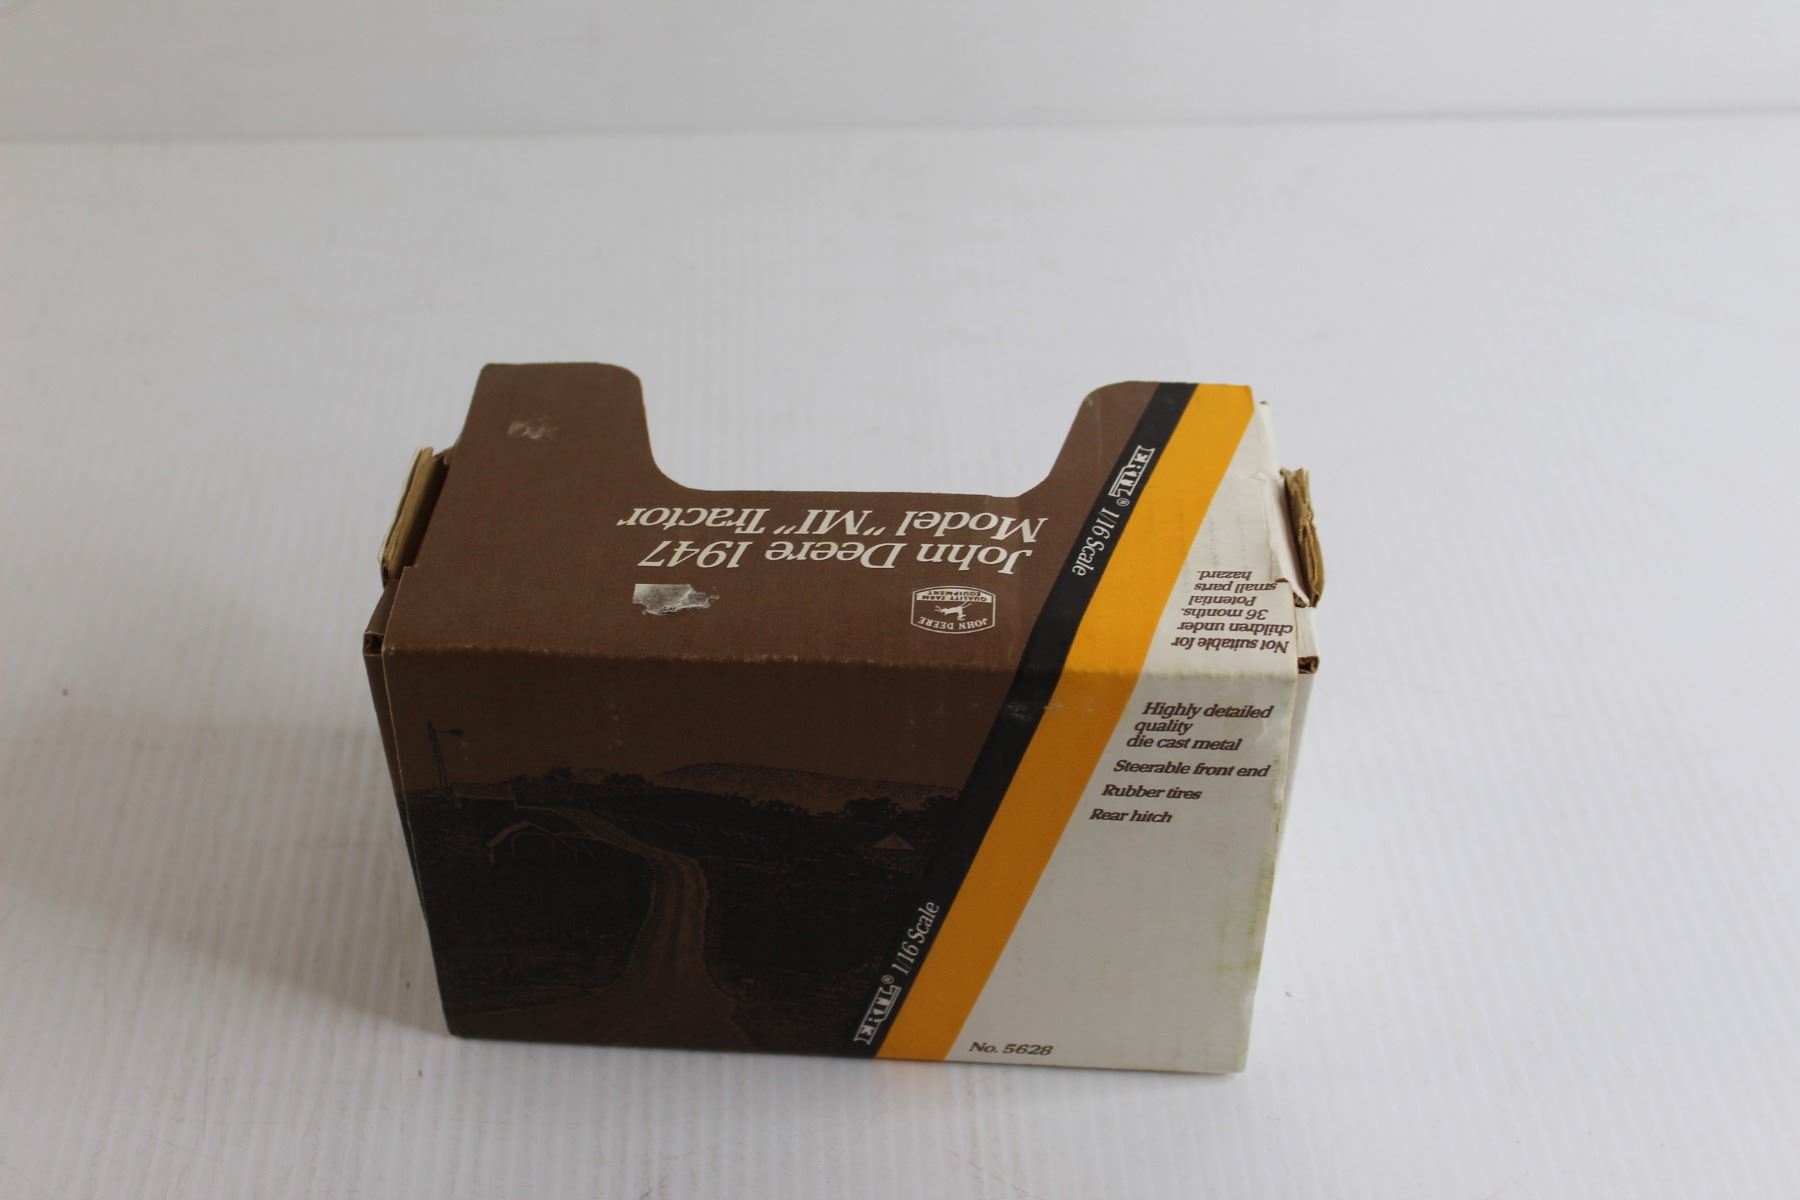 John Deere 1947
Model "MI" Tractor
JOHN DEERE
QUALITY FARM
EQUIPMENT
ERTL® 1/16 Scale
Not suitable for
children under
36 months.
Potential
small parts
hazard.
Highly detailed
quality
die cast metal
Steerable front end
Rubber tires
Rear hitch
ERTL® 1/16 Scale
No. 5628